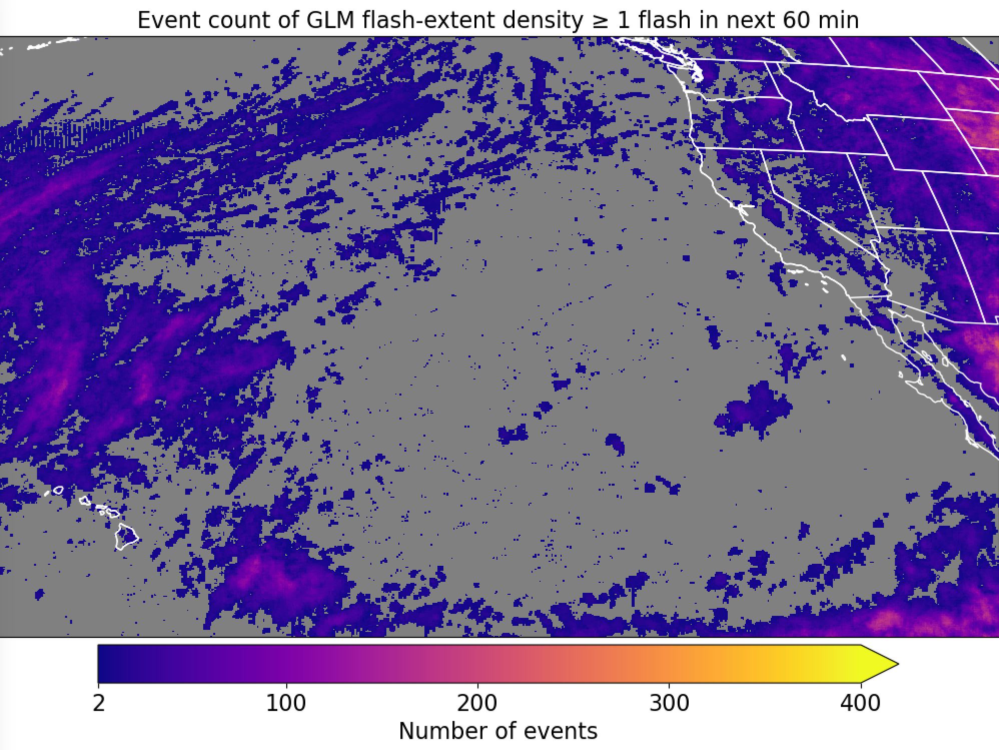 Event count of GLM flash-extent density ≥ 1 flash in next 60 min
2 100 200 300 400
Number of events